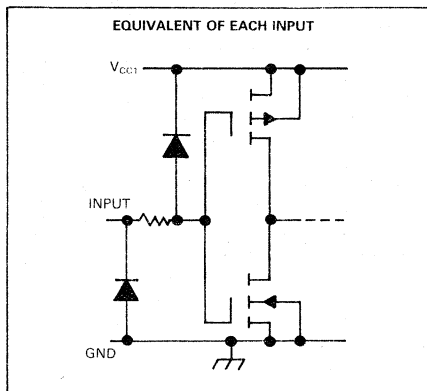 EQUIVALENT OF EACH INPUT
VCC1
INPUT
GND